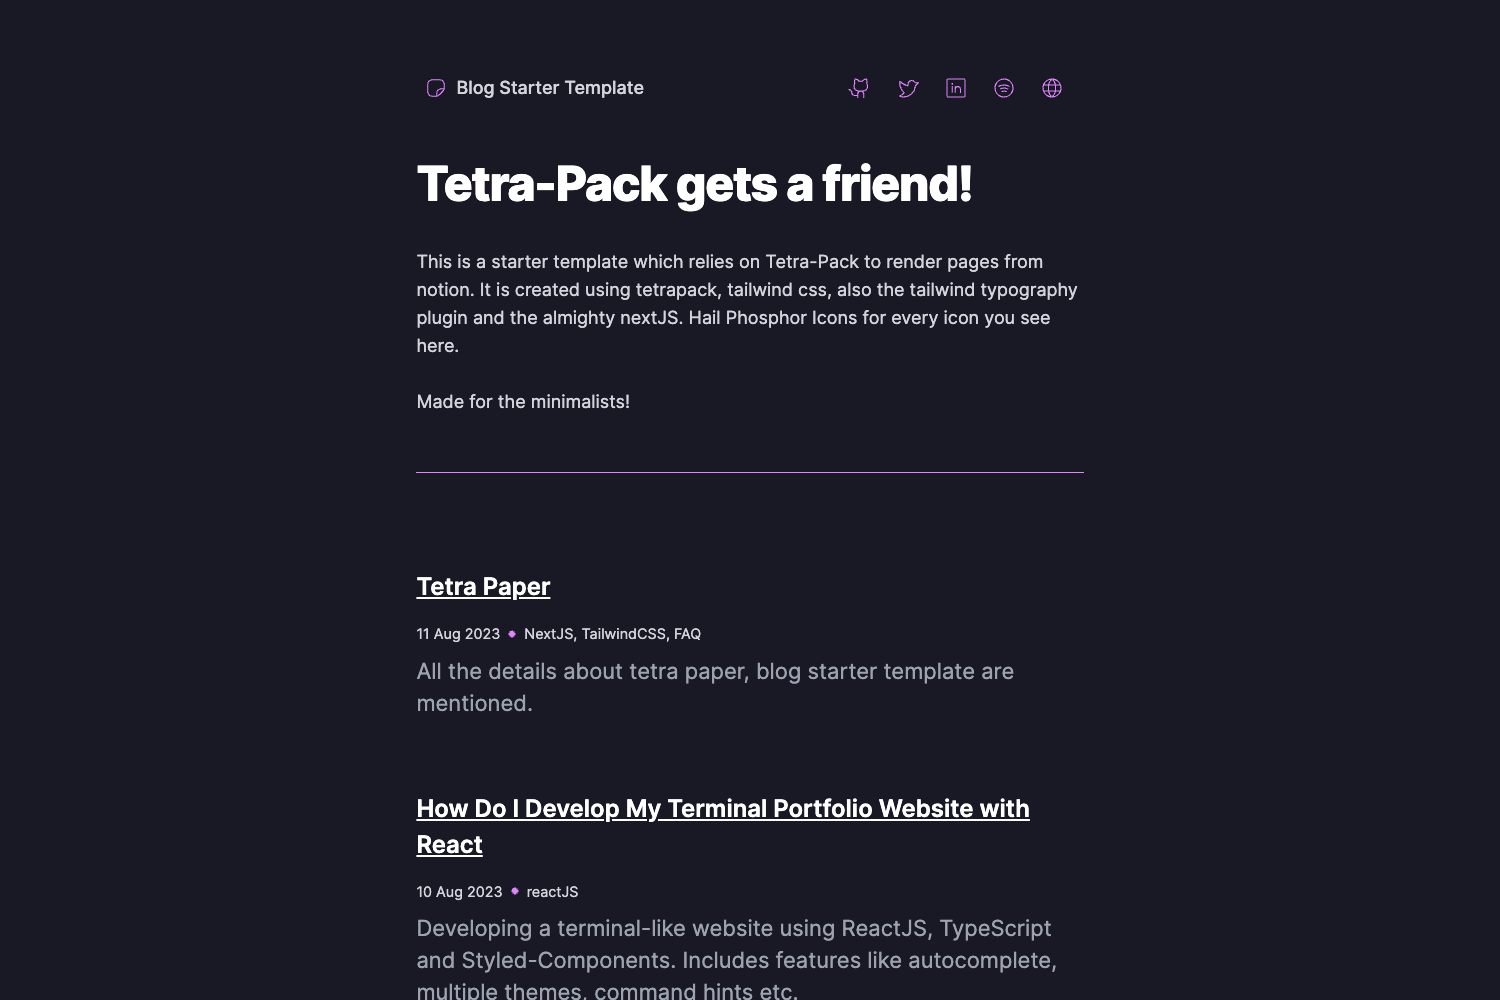 Blog Starter Template
Tetra-Pack gets a friend!
This is a starter template which relies on Tetra-Pack to render pages from
notion. It is created using tetrapack, tailwind css, also the tailwind typography
plugin and the almighty nextJS. Hail Phosphor Icons for every icon you see
here.
Made for the minimalists!
Tetra Paper
11 Aug 2023 NextJS, TailwindCSS, FAQ
All the details about tetra paper, blog starter template are
mentioned.
How Do I Develop My Terminal Portfolio Website with
React
10 Aug 2023 reactJS
Developing a terminal-like website using ReactJS, TypeScript
and Styled-Components. Includes features like autocomplete,
multiple themes, command hints etc.